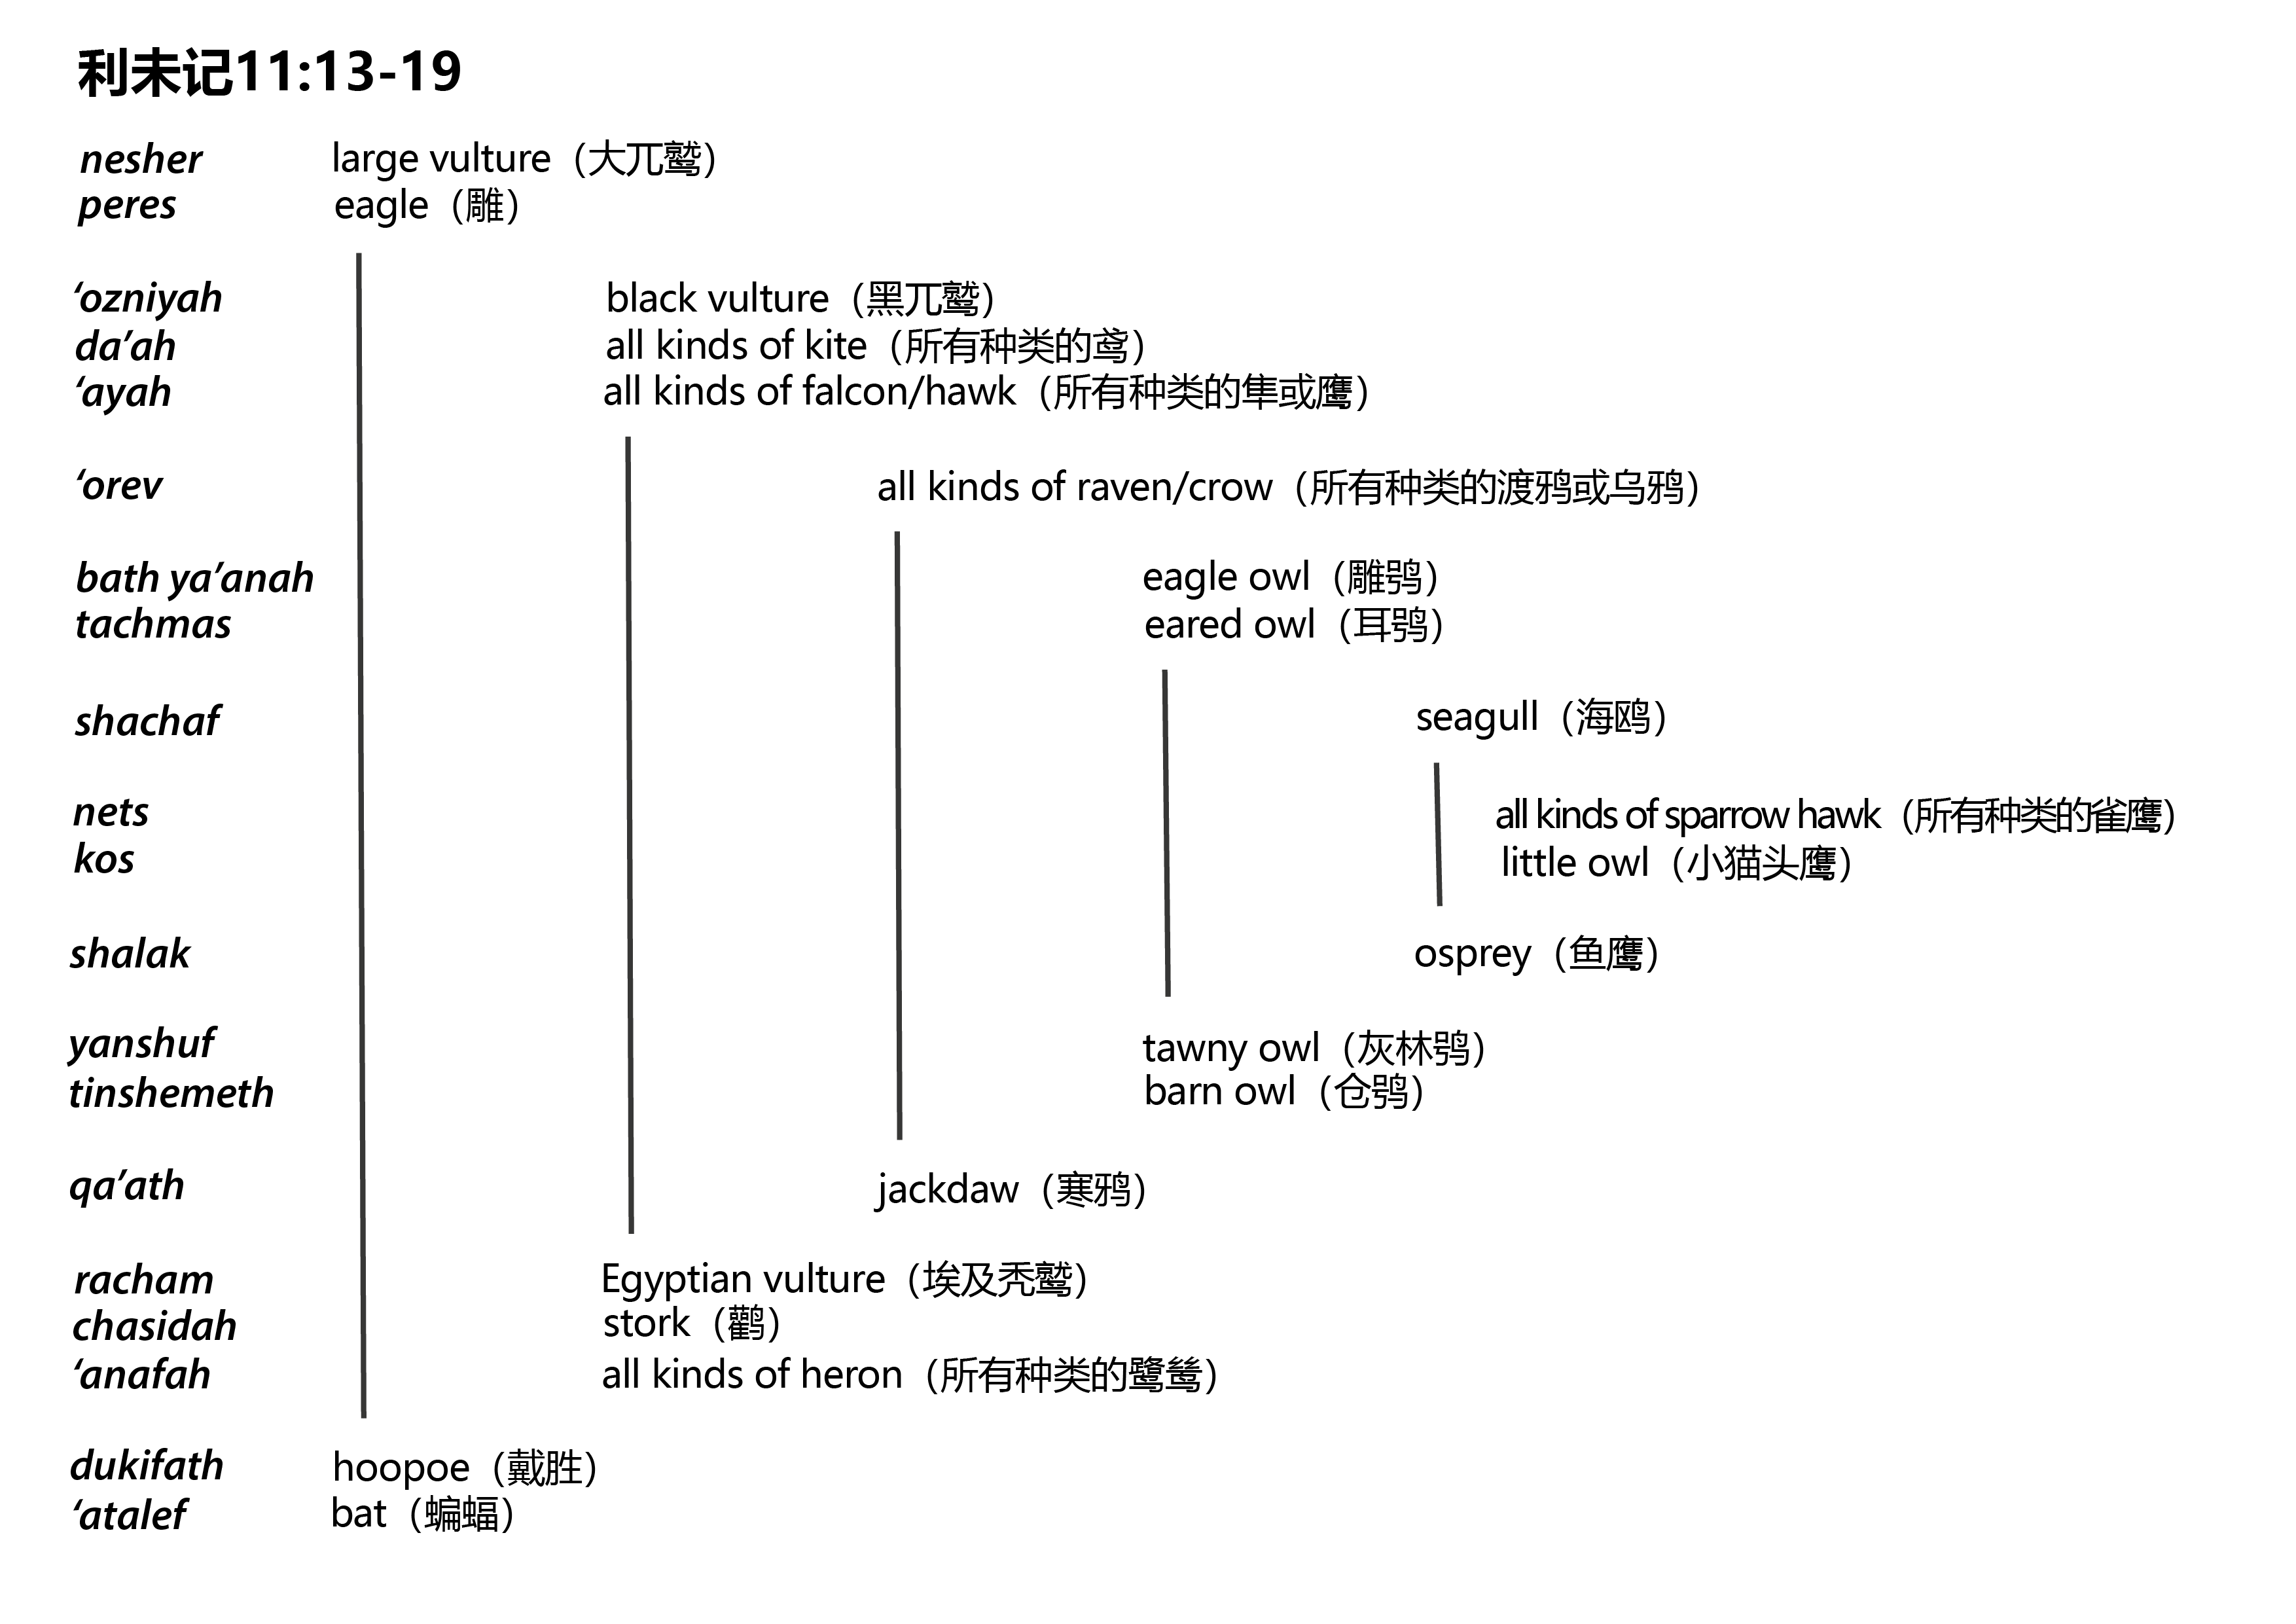 利未记11:13-19
nesher large vulture（大兀鹫）
peres eagle（雕）
‘ozniyah black vulture（黑兀鹫）
da’ah all kinds of kite（所有种类的鸢）
‘ayah all kinds of falcon/hawk（所有种类的隼或鹰）
‘orev all kinds of raven/crow（所有种类的渡鸦或乌鸦）
bath ya’anah eagle owl（雕鸮）
tachmas eared owl（耳鸮）
shachaf seagull（海鸥）
nets all kinds of sparrow hawk（所有种类的雀鹰）
kos little owl（小猫头鹰）
shalak osprey（鱼鹰）
yanshuf tawny owl（灰林鸮）
tinshemeth barn owl（仓鸮）
qa’ath jackdaw（寒鸦）
racham Egyptian vulture（埃及秃鹫）
chasidah stork（鹳）
‘anafah all kinds of heron（所有种类的鹭鸶）
dukifath hoopoe（戴胜）
‘atalef bat（蝙蝠）